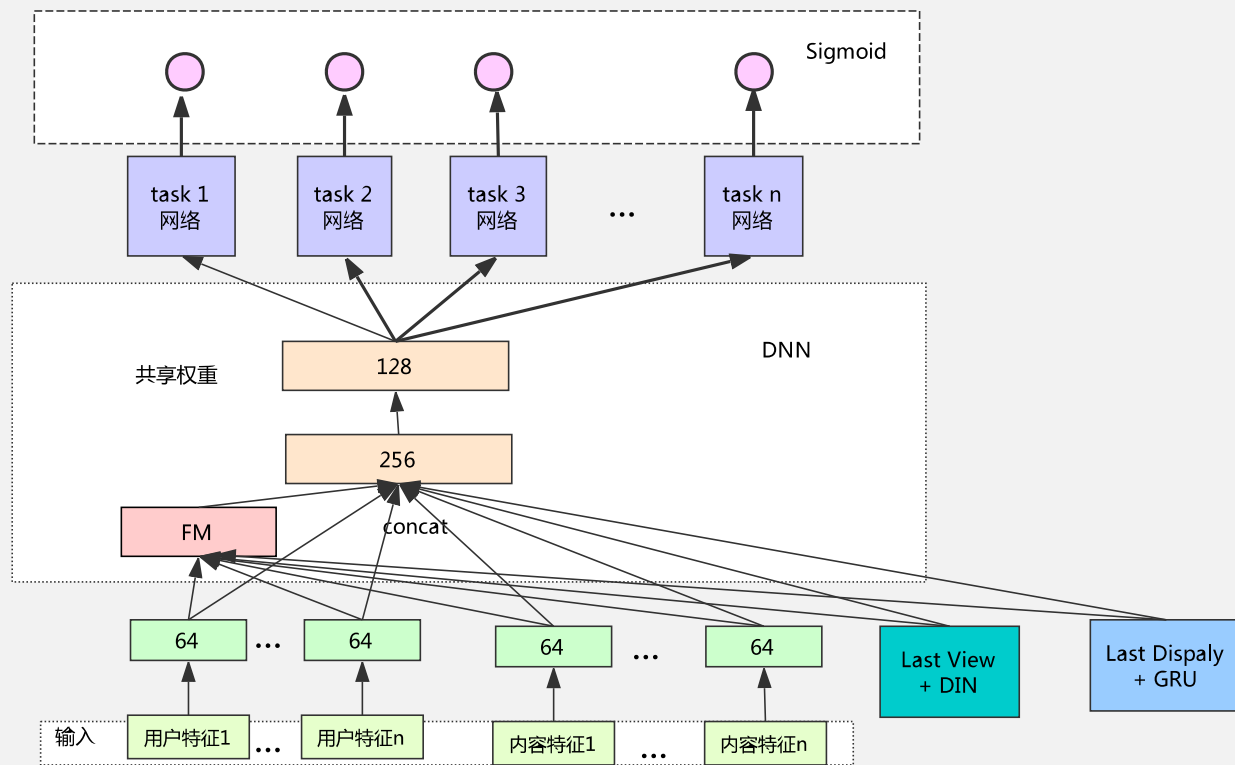 Sigmoid
task 1
网络
task 2
网络
task 3
网络
...
task n
网络
DNN
128
共享权重
256
concat
FM
64
...
64
64
...
64
Last View
+ DIN
Last Dispaly
+ GRU
输入
用户特征1
...
用户特征n
内容特征1
...
内容特征n